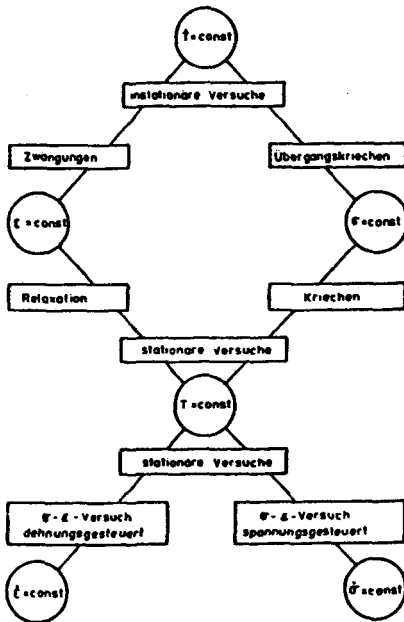 Ṫ=const
instationäre Versuche
Zwängungen
Übergangskriechen
ε=const
σ=const
Relaxation
Kriechen
stationäre Versuche
T=const
stationäre Versuche
σ-ε-Versuch
dehnungsgesteuert
σ-ε-Versuch
spannungsgesteuert
ε̇=const
σ̇=const